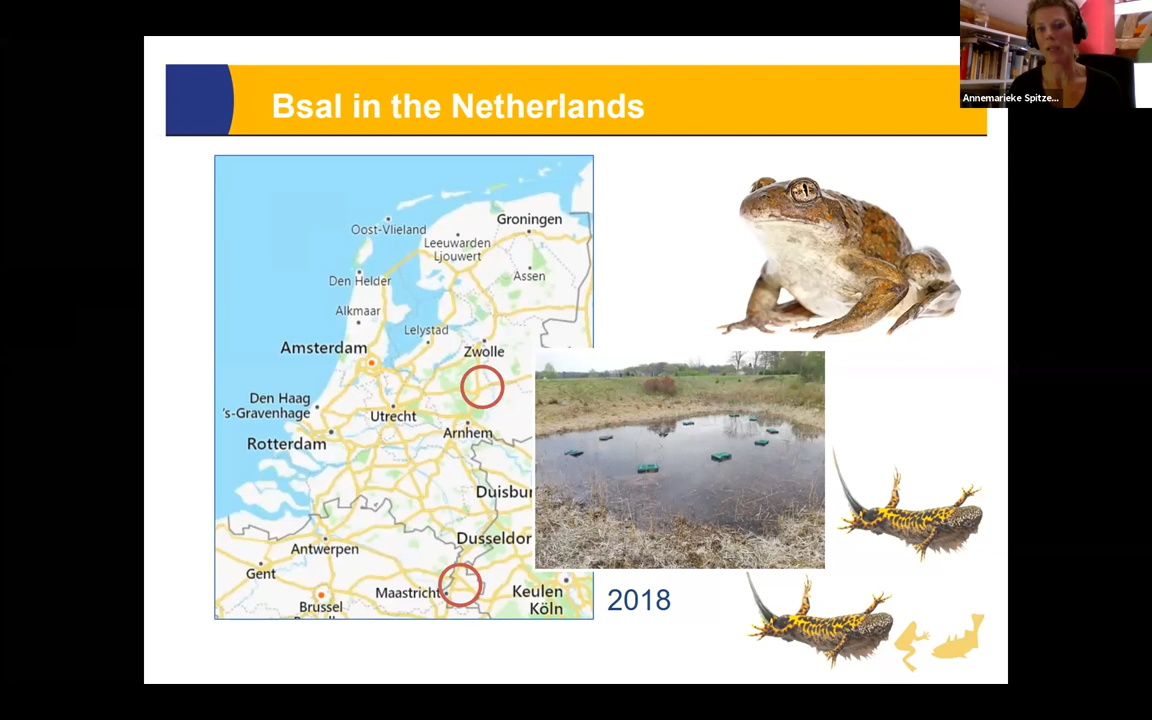 Annemarieke Spitze...
Bsal in the Netherlands
Groningen
Oost-Vlieland
Leeuwarden
Ljouwert
Assen
Den Helder
Alkmaar
Lelystad
Amsterdam
Zwolle
Den Haag
's-Gravenhage
Utrecht
Arnhem
Rotterdam
Duisbur
Dusseldor
Antwerpen
Gent
Maastricht
Keulen
Köln
Brussel
2018